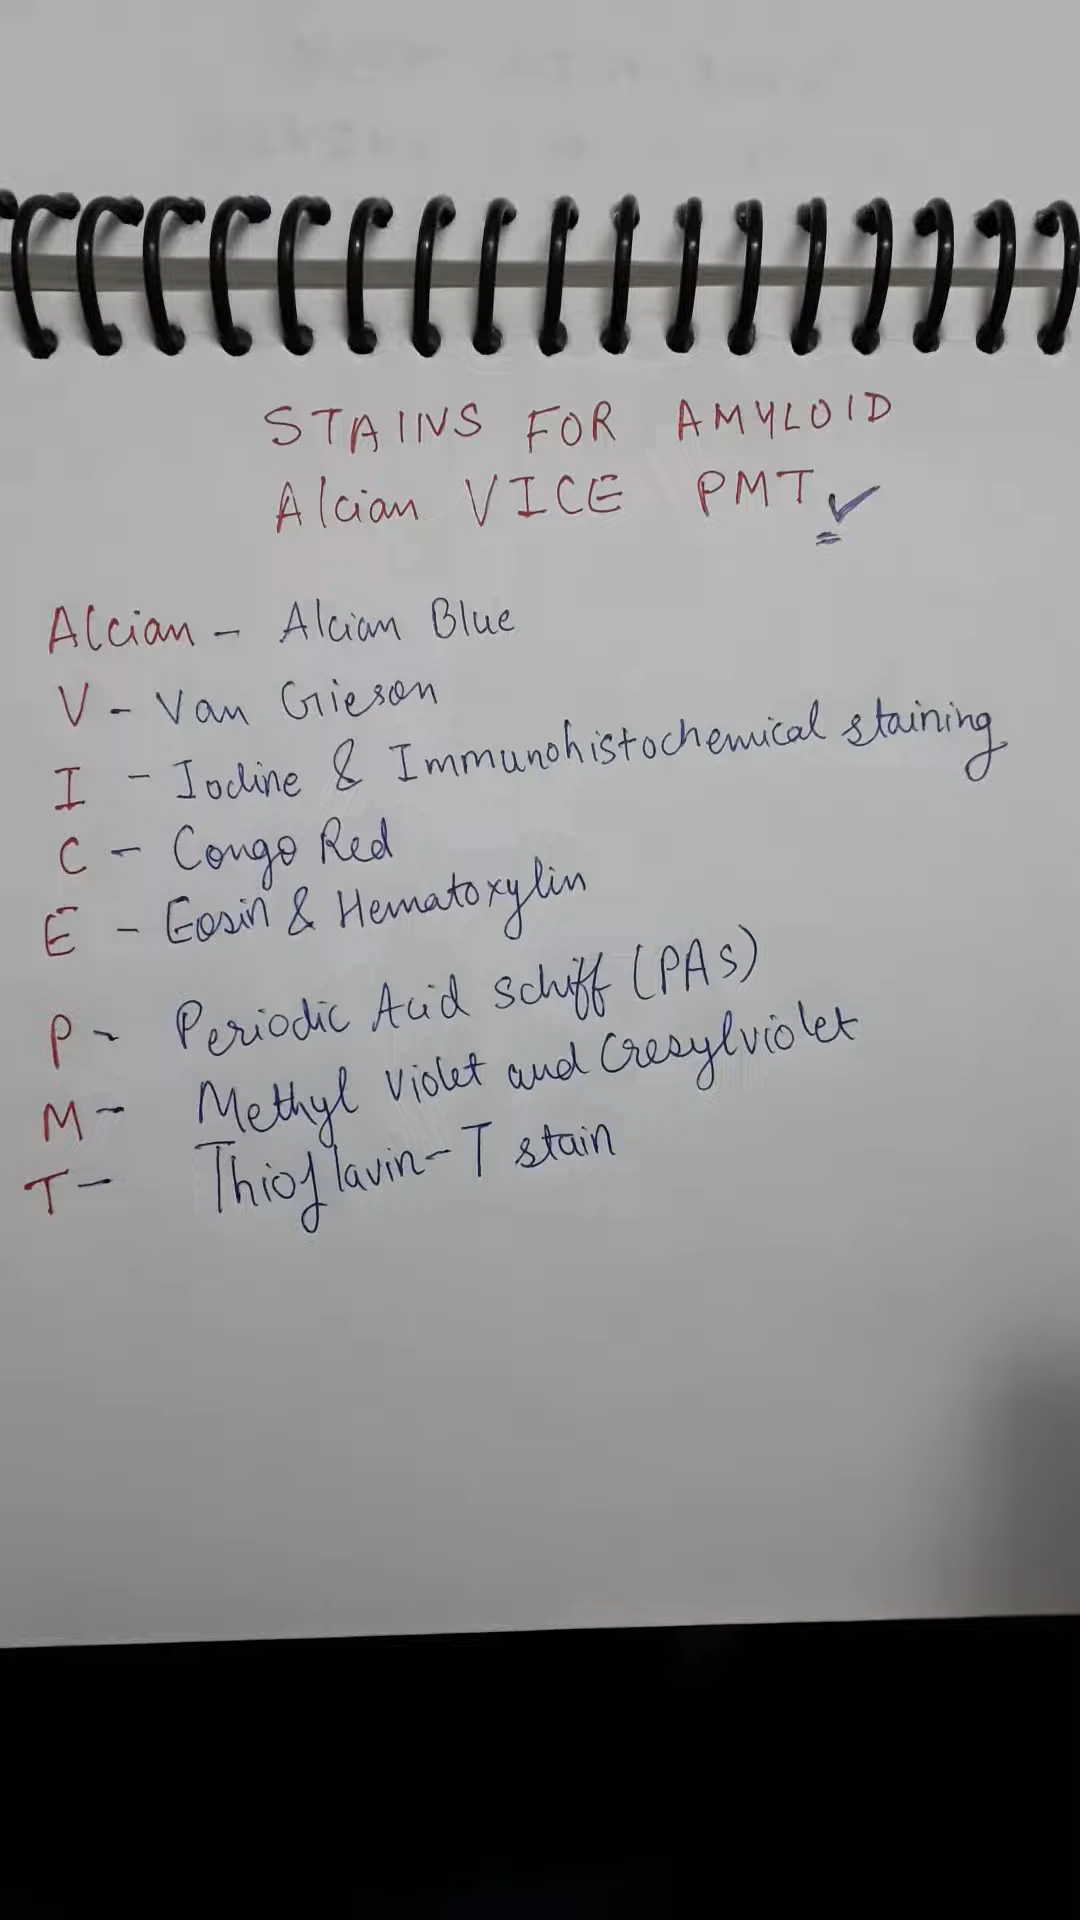 STAINS FOR AMYLOID
Alcian VICE PMT
Alcian - Alcian Blue
V - Van Gieson
I - Iodine & Immunohistochemical staining
C - Congo Red
E - Eosin & Hematoxylin
P - Periodic Acid schiff (PAS)
M - Methyl violet and Cresylviolet
T - Thioflavin-T stain